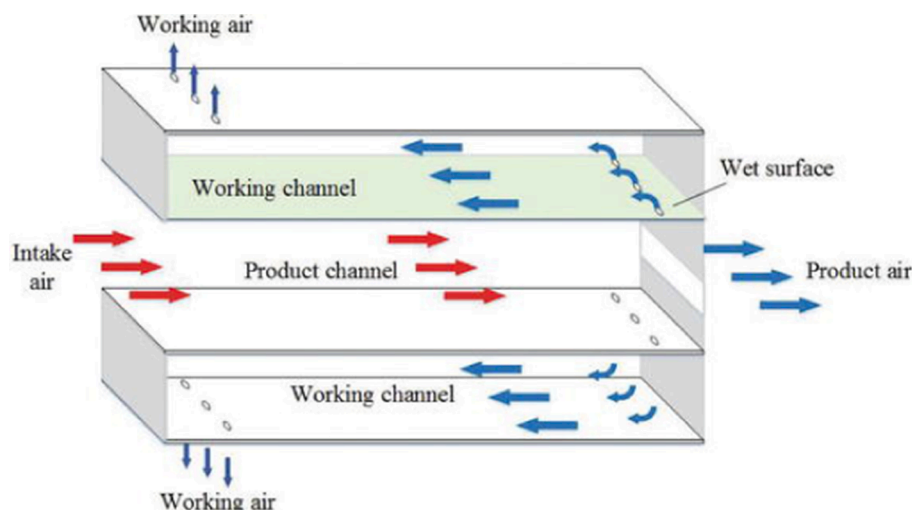 Working air
Working channel
Wet surface
Intake
air
Product channel
Product air
Working channel
Working air